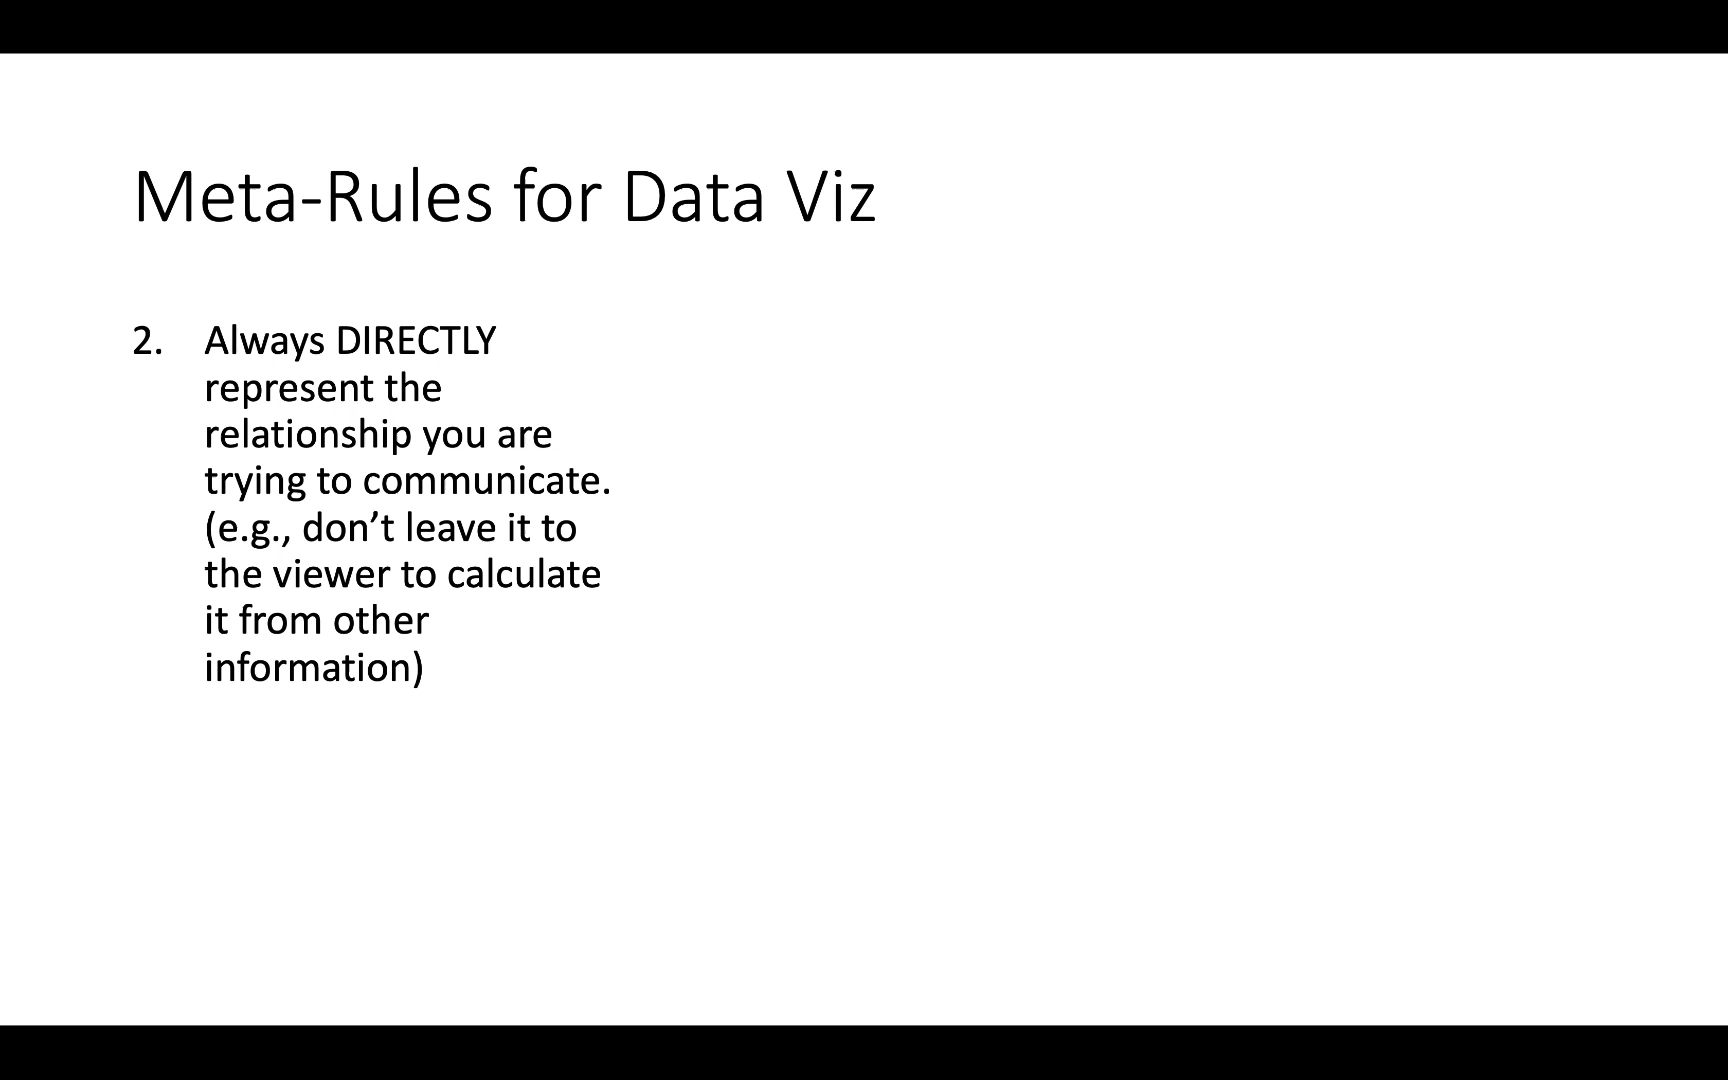 Meta-Rules for Data Viz
2. Always DIRECTLY
represent the
relationship you are
trying to communicate.
(e.g., don’t leave it to
the viewer to calculate
it from other
information)